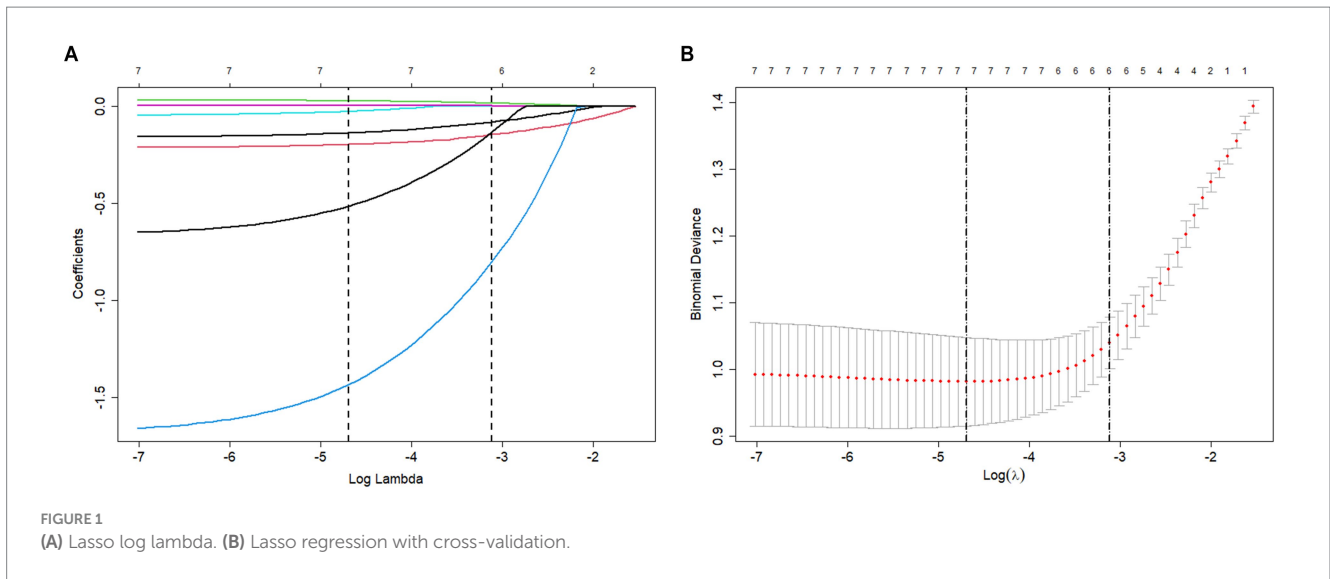 A
7 7 7 7 6 2
0.0
-0.5
-1.0
-1.5
Coefficients
-7 -6 -5 -4 -3 -2
Log Lambda
B
7 7 7 7 7 7 7 7 7 7 7 7 7 7 7 7 7 7 6 6 6 6 6 5 4 4 4 2 1 1
1.4
1.3
1.2
1.1
1.0
0.9
Binomial Deviance
-7 -6 -5 -4 -3 -2
Log(λ)
FIGURE 1
(A) Lasso log lambda. (B) Lasso regression with cross-validation.